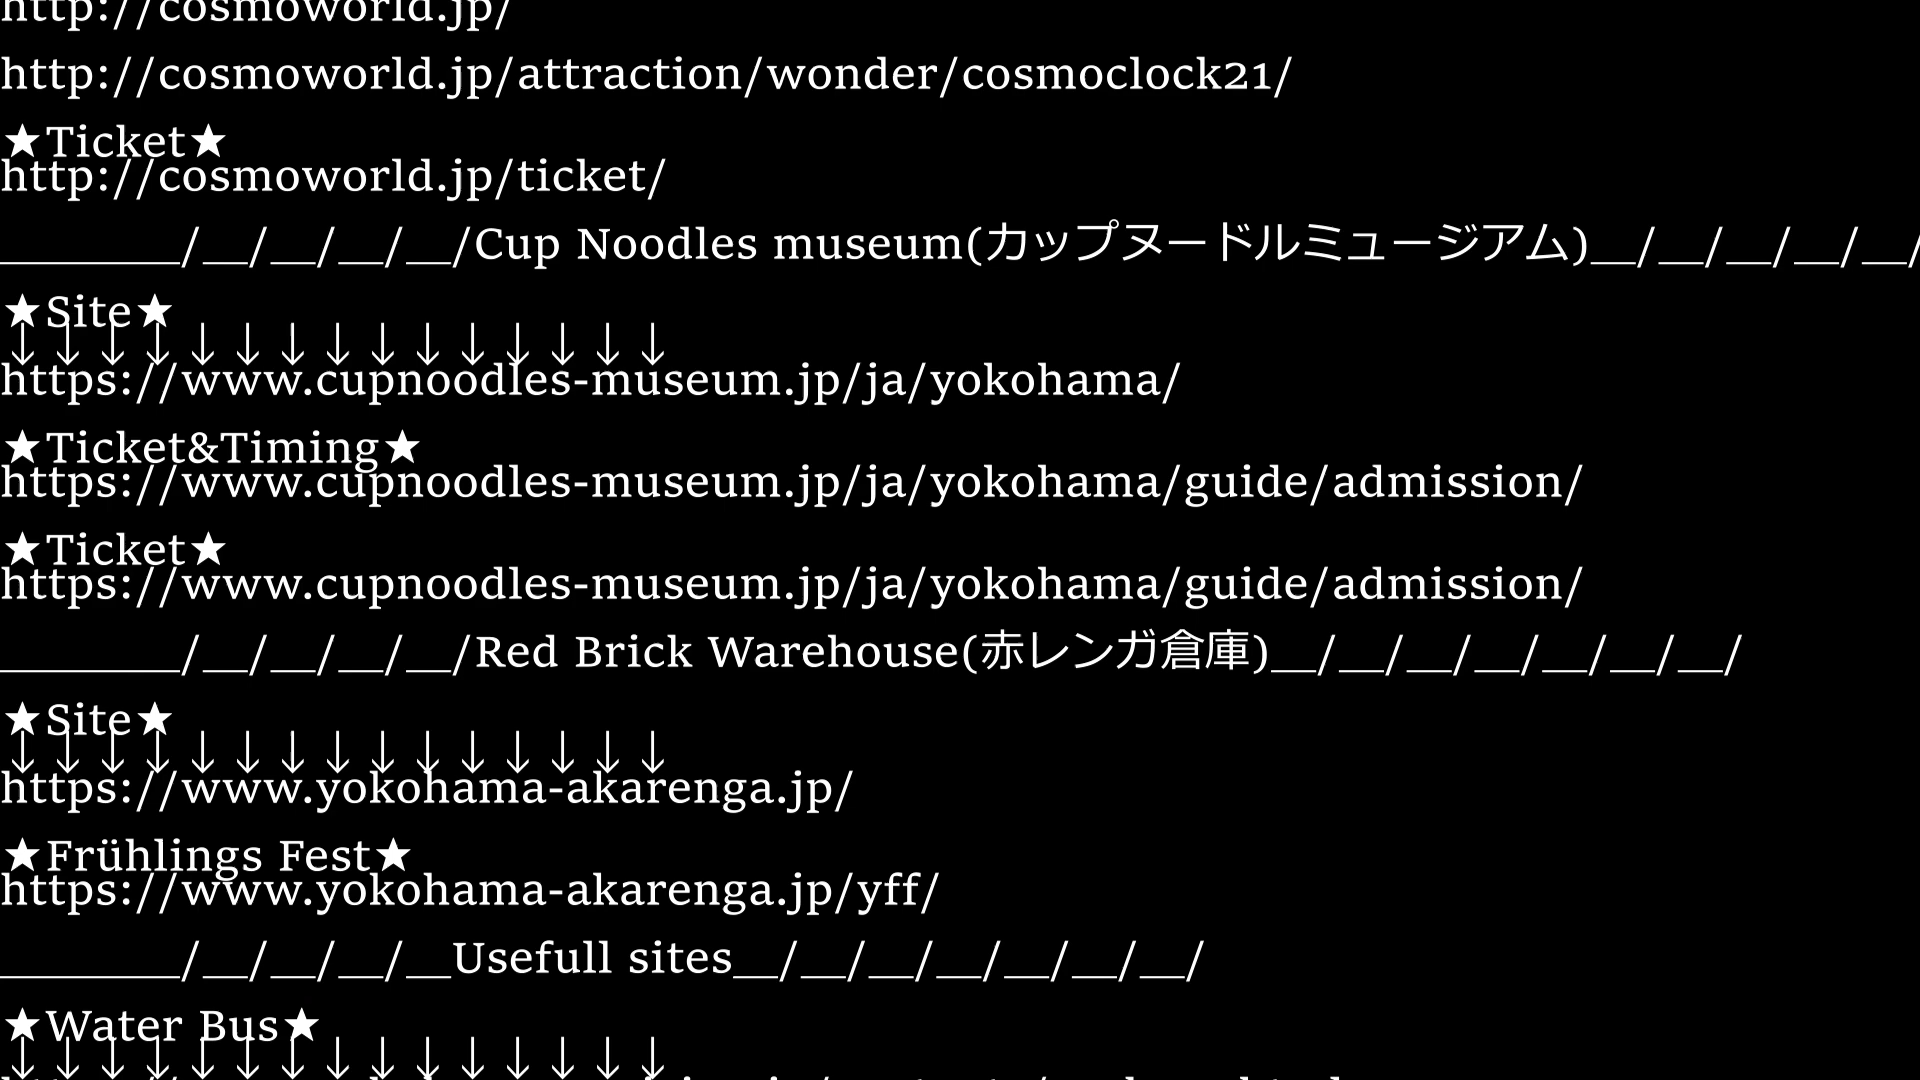 http://cosmoworld.jp/
http://cosmoworld.jp/attraction/wonder/cosmoclock21/
★Ticket★
http://cosmoworld.jp/ticket/
________/__/__/__/__/Cup Noodles museum(カップヌードルミュージアム)__/__/__/__/__/
★Site★
↓↓↓↓↓↓↓↓↓↓↓↓↓↓↓
https://www.cupnoodles-museum.jp/ja/yokohama/
★Ticket&Timing★
https://www.cupnoodles-museum.jp/ja/yokohama/guide/admission/
★Ticket★
https://www.cupnoodles-museum.jp/ja/yokohama/guide/admission/
________/__/__/__/__/Red Brick Warehouse(赤レンガ倉庫)__/__/__/__/__/__/__/
★Site★
↓↓↓↓↓↓↓↓↓↓↓↓↓↓↓
https://www.yokohama-akarenga.jp/
★Frühlings Fest★
https://www.yokohama-akarenga.jp/yff/
________/__/__/__/__Usefull sites__/__/__/__/__/__/__/
★Water Bus★
↓↓↓↓↓↓↓↓↓↓↓↓↓↓↓